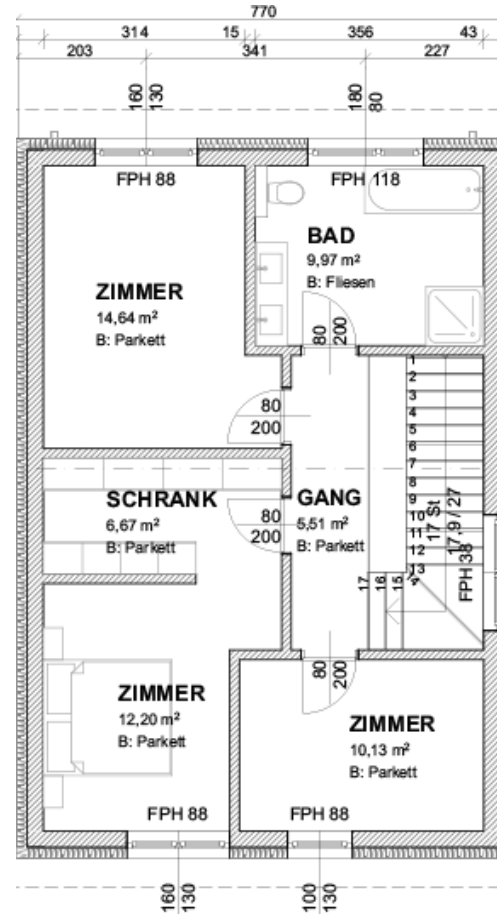 770
314 15 356 43
203 341 227
160
130
180
80
FPH 88
FPH 118
BAD
9,97 m²
B: Fliesen
ZIMMER
14,64 m²
B: Parkett
80
200
1
2
3
4
5
6
7
8
9
10
11
12
13
14
15
16
17
80
200
SCHRANK
6,67 m²
B: Parkett
80
200
GANG
5,51 m²
B: Parkett
17 St
17,9 / 27
FPH 38
80
200
ZIMMER
12,20 m²
B: Parkett
ZIMMER
10,13 m²
B: Parkett
FPH 88
FPH 88
160
130
100
130